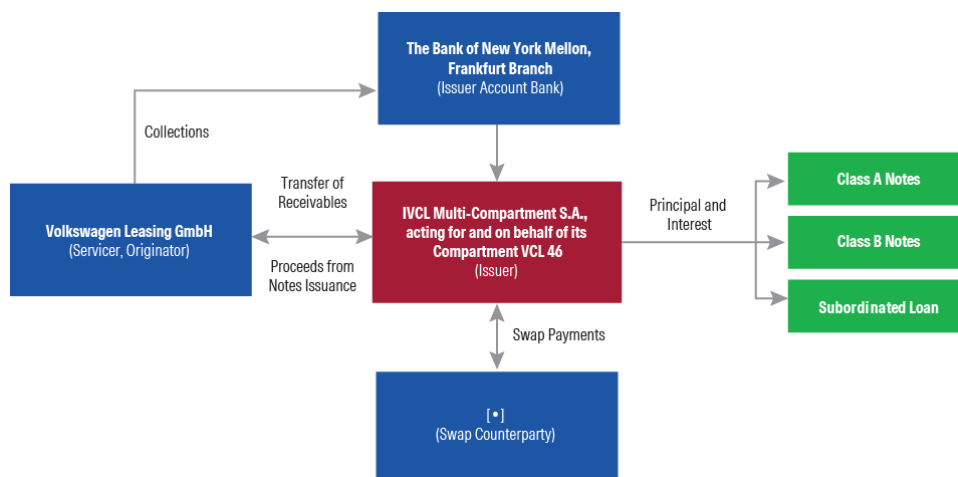 The Bank of New York Mellon,
Frankfurt Branch
(Issuer Account Bank)
Collections
Transfer of
Receivables
Volkswagen Leasing GmbH
(Servicer, Originator)
Proceeds from
Notes Issuance
IVCL Multi-Compartment S.A.,
acting for and on behalf of its
Compartment VCL 46
(Issuer)
Principal and
Interest
Class A Notes
Class B Notes
Subordinated Loan
Swap Payments
[•]
(Swap Counterparty)